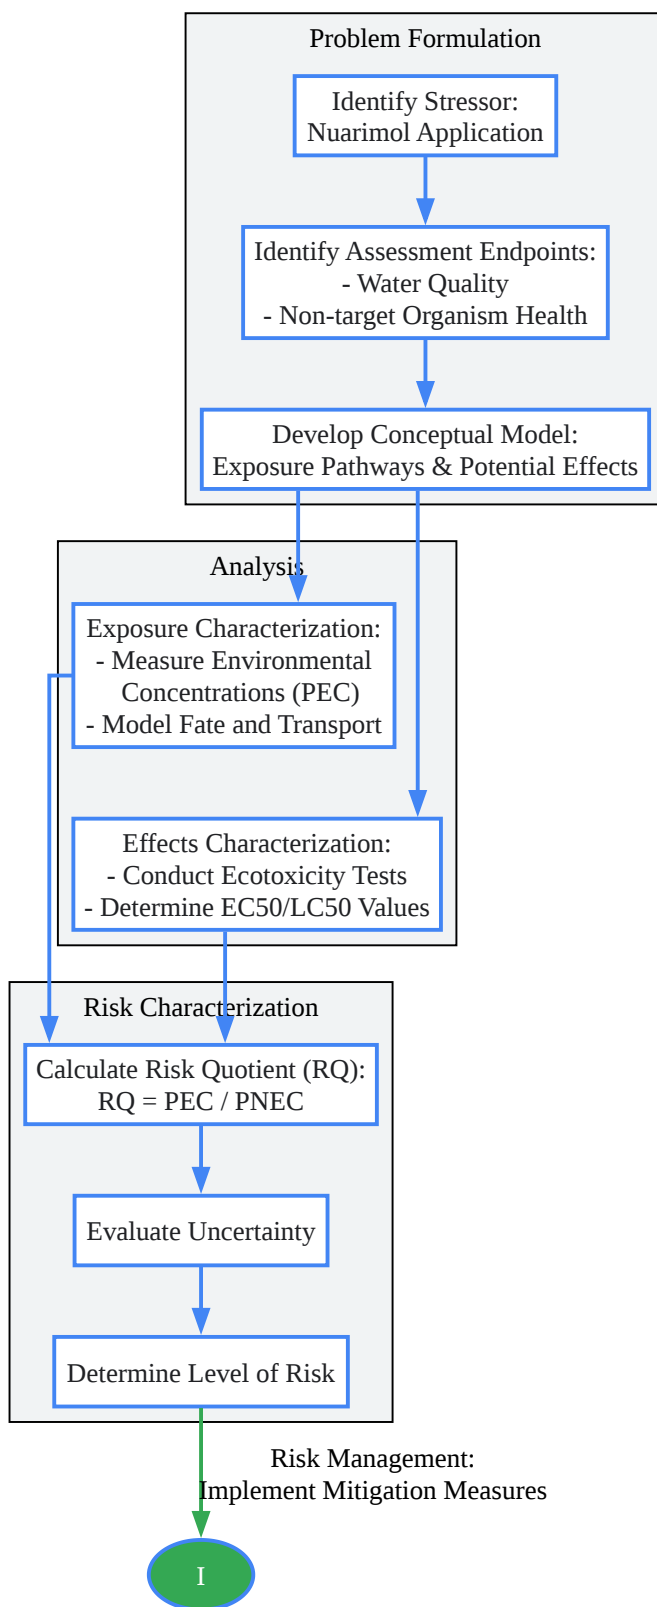 Problem Formulation
Identify Stressor:
Nuarimol Application
Identify Assessment Endpoints:
- Water Quality
- Non-target Organism Health
Develop Conceptual Model:
Exposure Pathways & Potential Effects
Analysis
Exposure Characterization:
- Measure Environmental
Concentrations (PEC)
- Model Fate and Transport
Effects Characterization:
- Conduct Ecotoxicity Tests
- Determine EC50/LC50 Values
Risk Characterization
Calculate Risk Quotient (RQ):
RQ = PEC / PNEC
Evaluate Uncertainty
Determine Level of Risk
Risk Management:
Implement Mitigation Measures
I